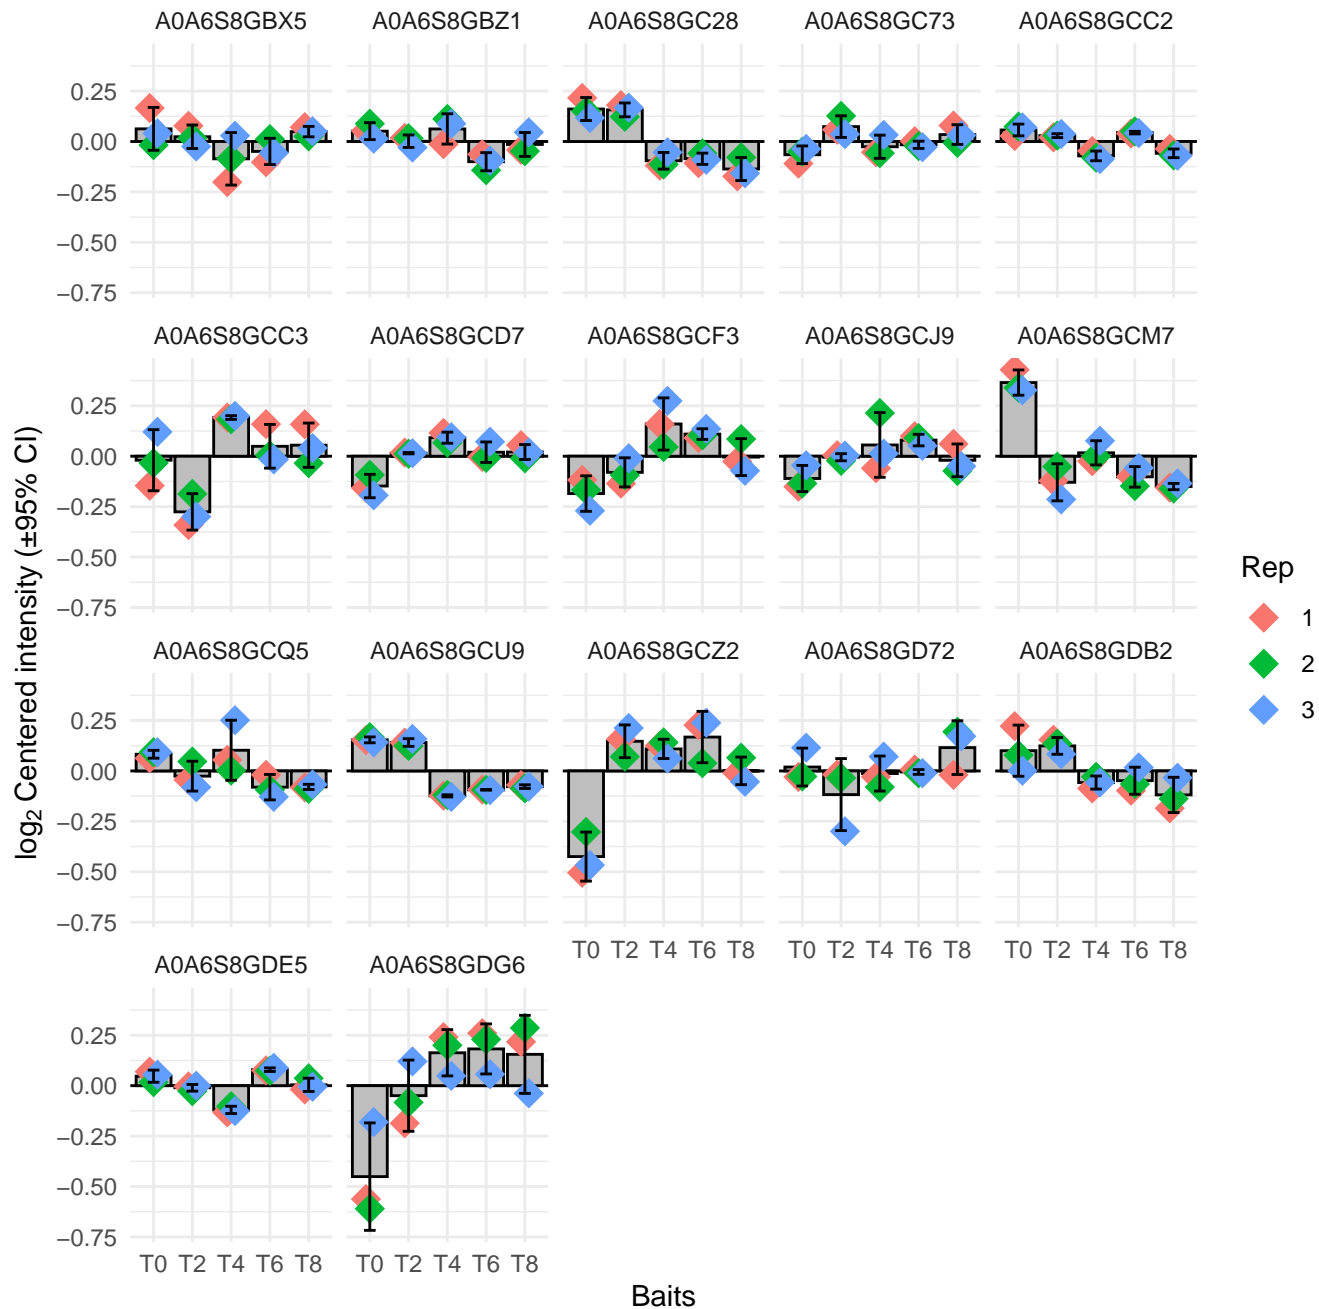 A0A6S8GBX5 A0A6S8GBZ1 A0A6S8GC28 A0A6S8GC73 A0A6S8GCC2
0.25
0.00
−0.25
−0.50
−0.75
A0A6S8GCC3 A0A6S8GCD7 A0A6S8GCF3 A0A6S8GCJ9 A0A6S8GCM7
0.25
0.00
−0.25
−0.50
−0.75
A0A6S8GCQ5 A0A6S8GCU9 A0A6S8GCZ2 A0A6S8GD72 A0A6S8GDB2
0.25
0.00
−0.25
−0.50
−0.75
T0 T2 T4 T6 T8 T0 T2 T4 T6 T8 T0 T2 T4 T6 T8
A0A6S8GDE5 A0A6S8GDG6
0.25
0.00
−0.25
−0.50
−0.75
T0 T2 T4 T6 T8 T0 T2 T4 T6 T8
Baits
log₂ Centered intensity (±95% CI)
Rep
1
2
3